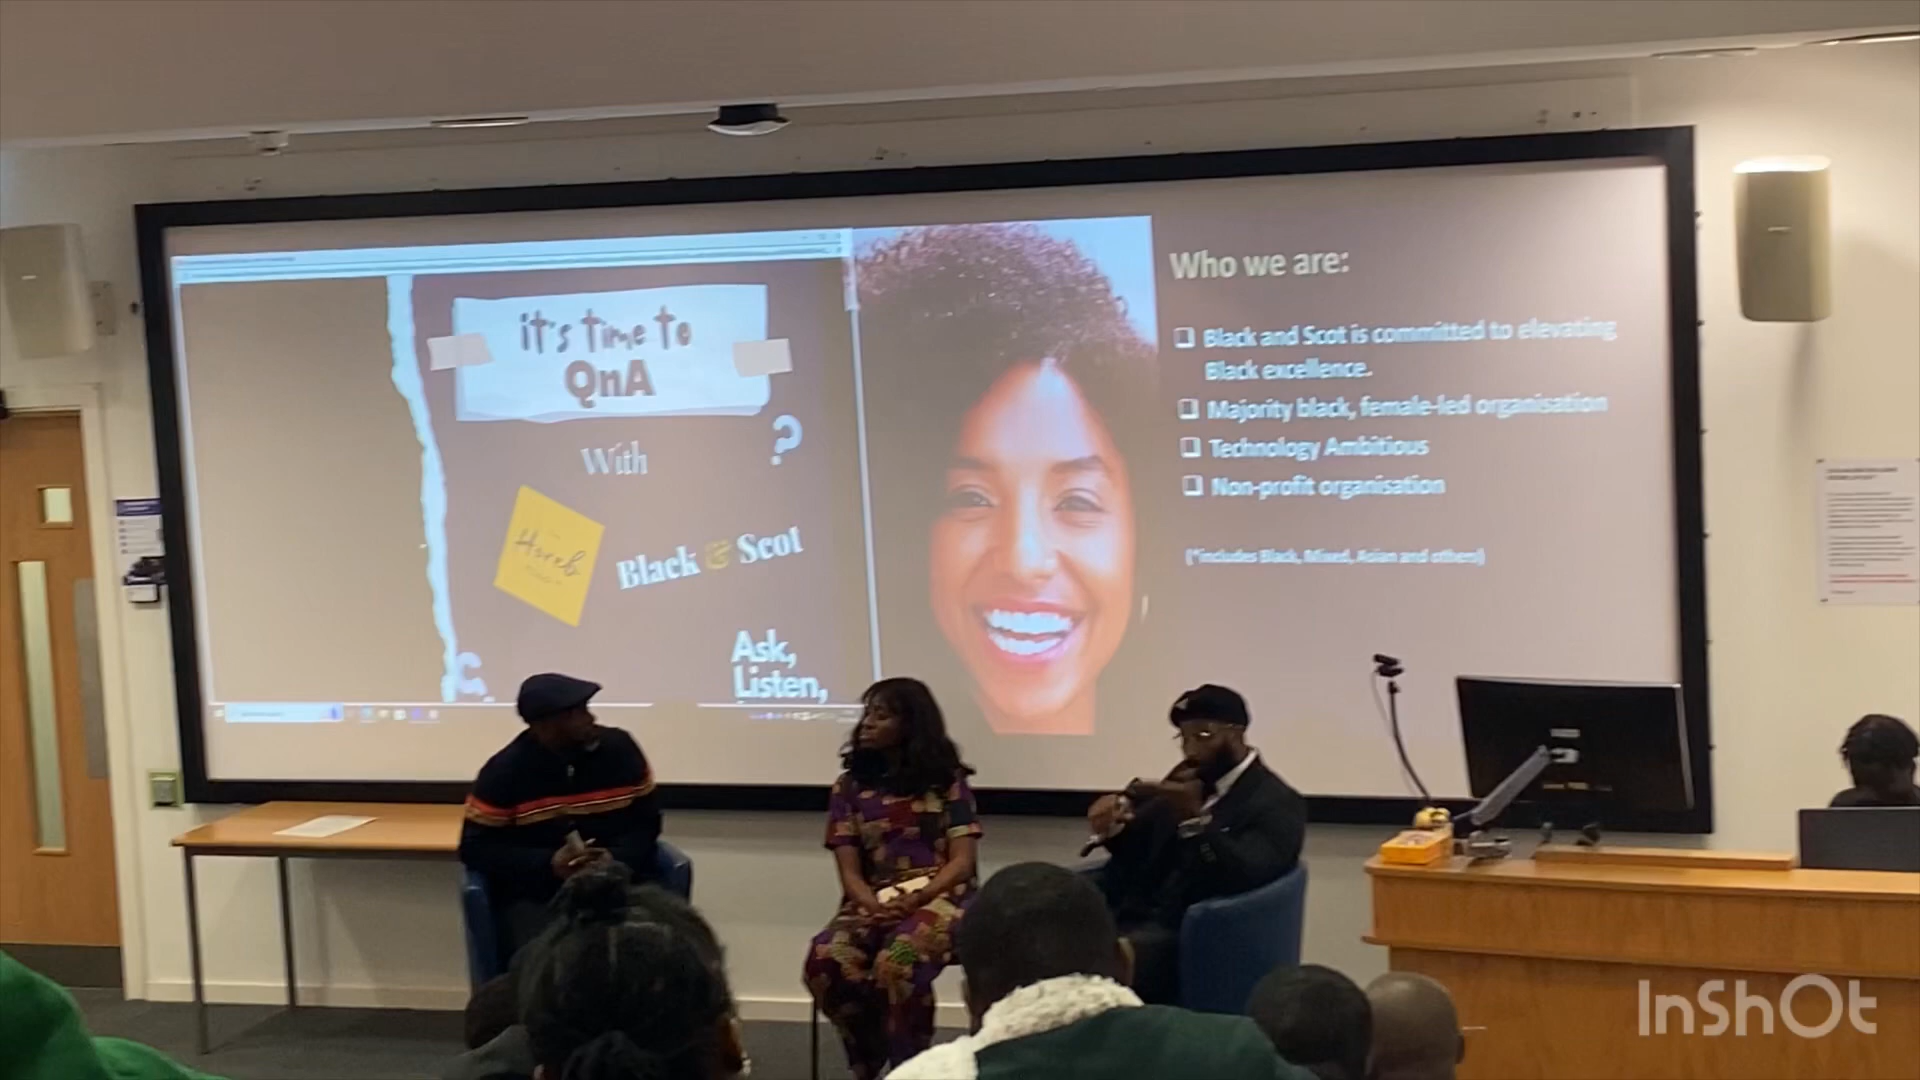 it's time to
QnA
With
?
Horeb
Black & Scot
Ask,
Listen,
Who we are:
Black and Scot is committed to elevating
Black excellence.
Majority black, female-led organisation
Technology Ambitious
Non-profit organisation
(*includes Black, Mixed, Asian and others)
InShOt